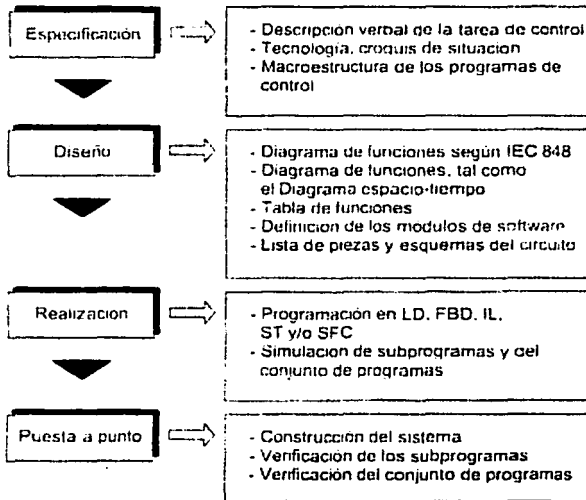 Especificación
- Descripción verbal de la tarea de control
- Tecnología, croquis de situación
- Macroestructura de los programas de
control
Diseño
- Diagrama de funciones según IEC 848
- Diagrama de funciones, tal como
el Diagrama espacio-tiempo
- Tabla de funciones
- Definicion de los modulos de software
- Lista de piezas y esquemas del circuito
Realización
- Programación en LD, FBD, IL,
ST y/o SFC
- Simulacion de subprogramas y del
conjunto de programas
Puesta a punto
- Construcción del sistema
- Verificación de los subprogramas
- Verificación del conjunto de programas